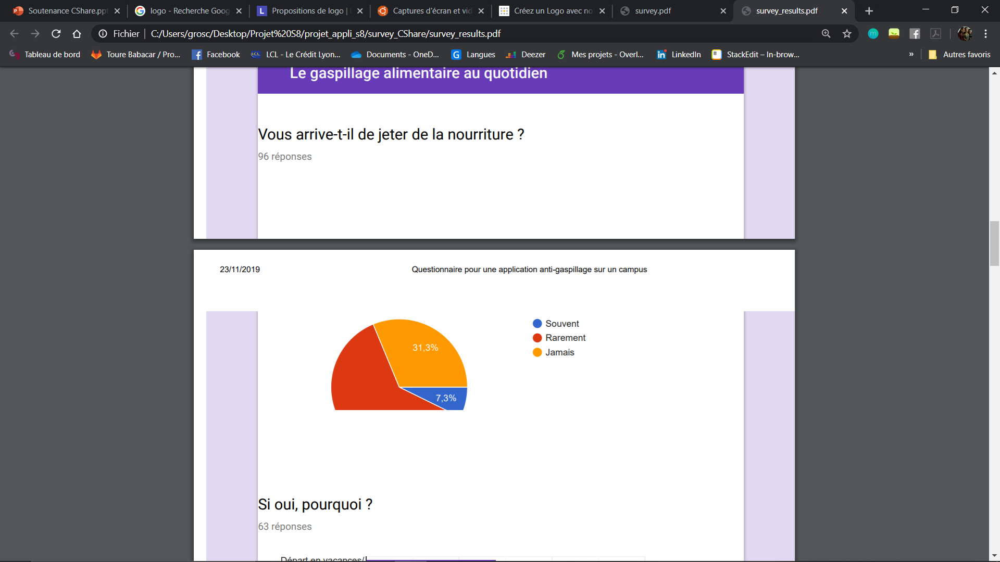 Soutenance CShare.ppt
logo - Recherche Goog
Propositions de logo |
Captures d'écran et vid
Créez un Logo avec no
survey.pdf
survey_results.pdf
Fichier
C:/Users/grosc/Desktop/Projet%20S8/projet_appli_s8/survey_CShare/survey_results.pdf
Tableau de bord
Toure Babacar / Pro...
Facebook
LCL - Le Crédit Lyon...
Documents - OneD...
Langues
Deezer
Mes projets - Overl...
LinkedIn
StackEdit – In-brow...
»
Autres favoris
Le gaspillage alimentaire au quotidien
Vous arrive-t-il de jeter de la nourriture ?
96 réponses
23/11/2019
Questionnaire pour une application anti-gaspillage sur un campus
Souvent
Rarement
Jamais
31,3%
7,3%
Si oui, pourquoi ?
63 réponses
Départ en vacances/